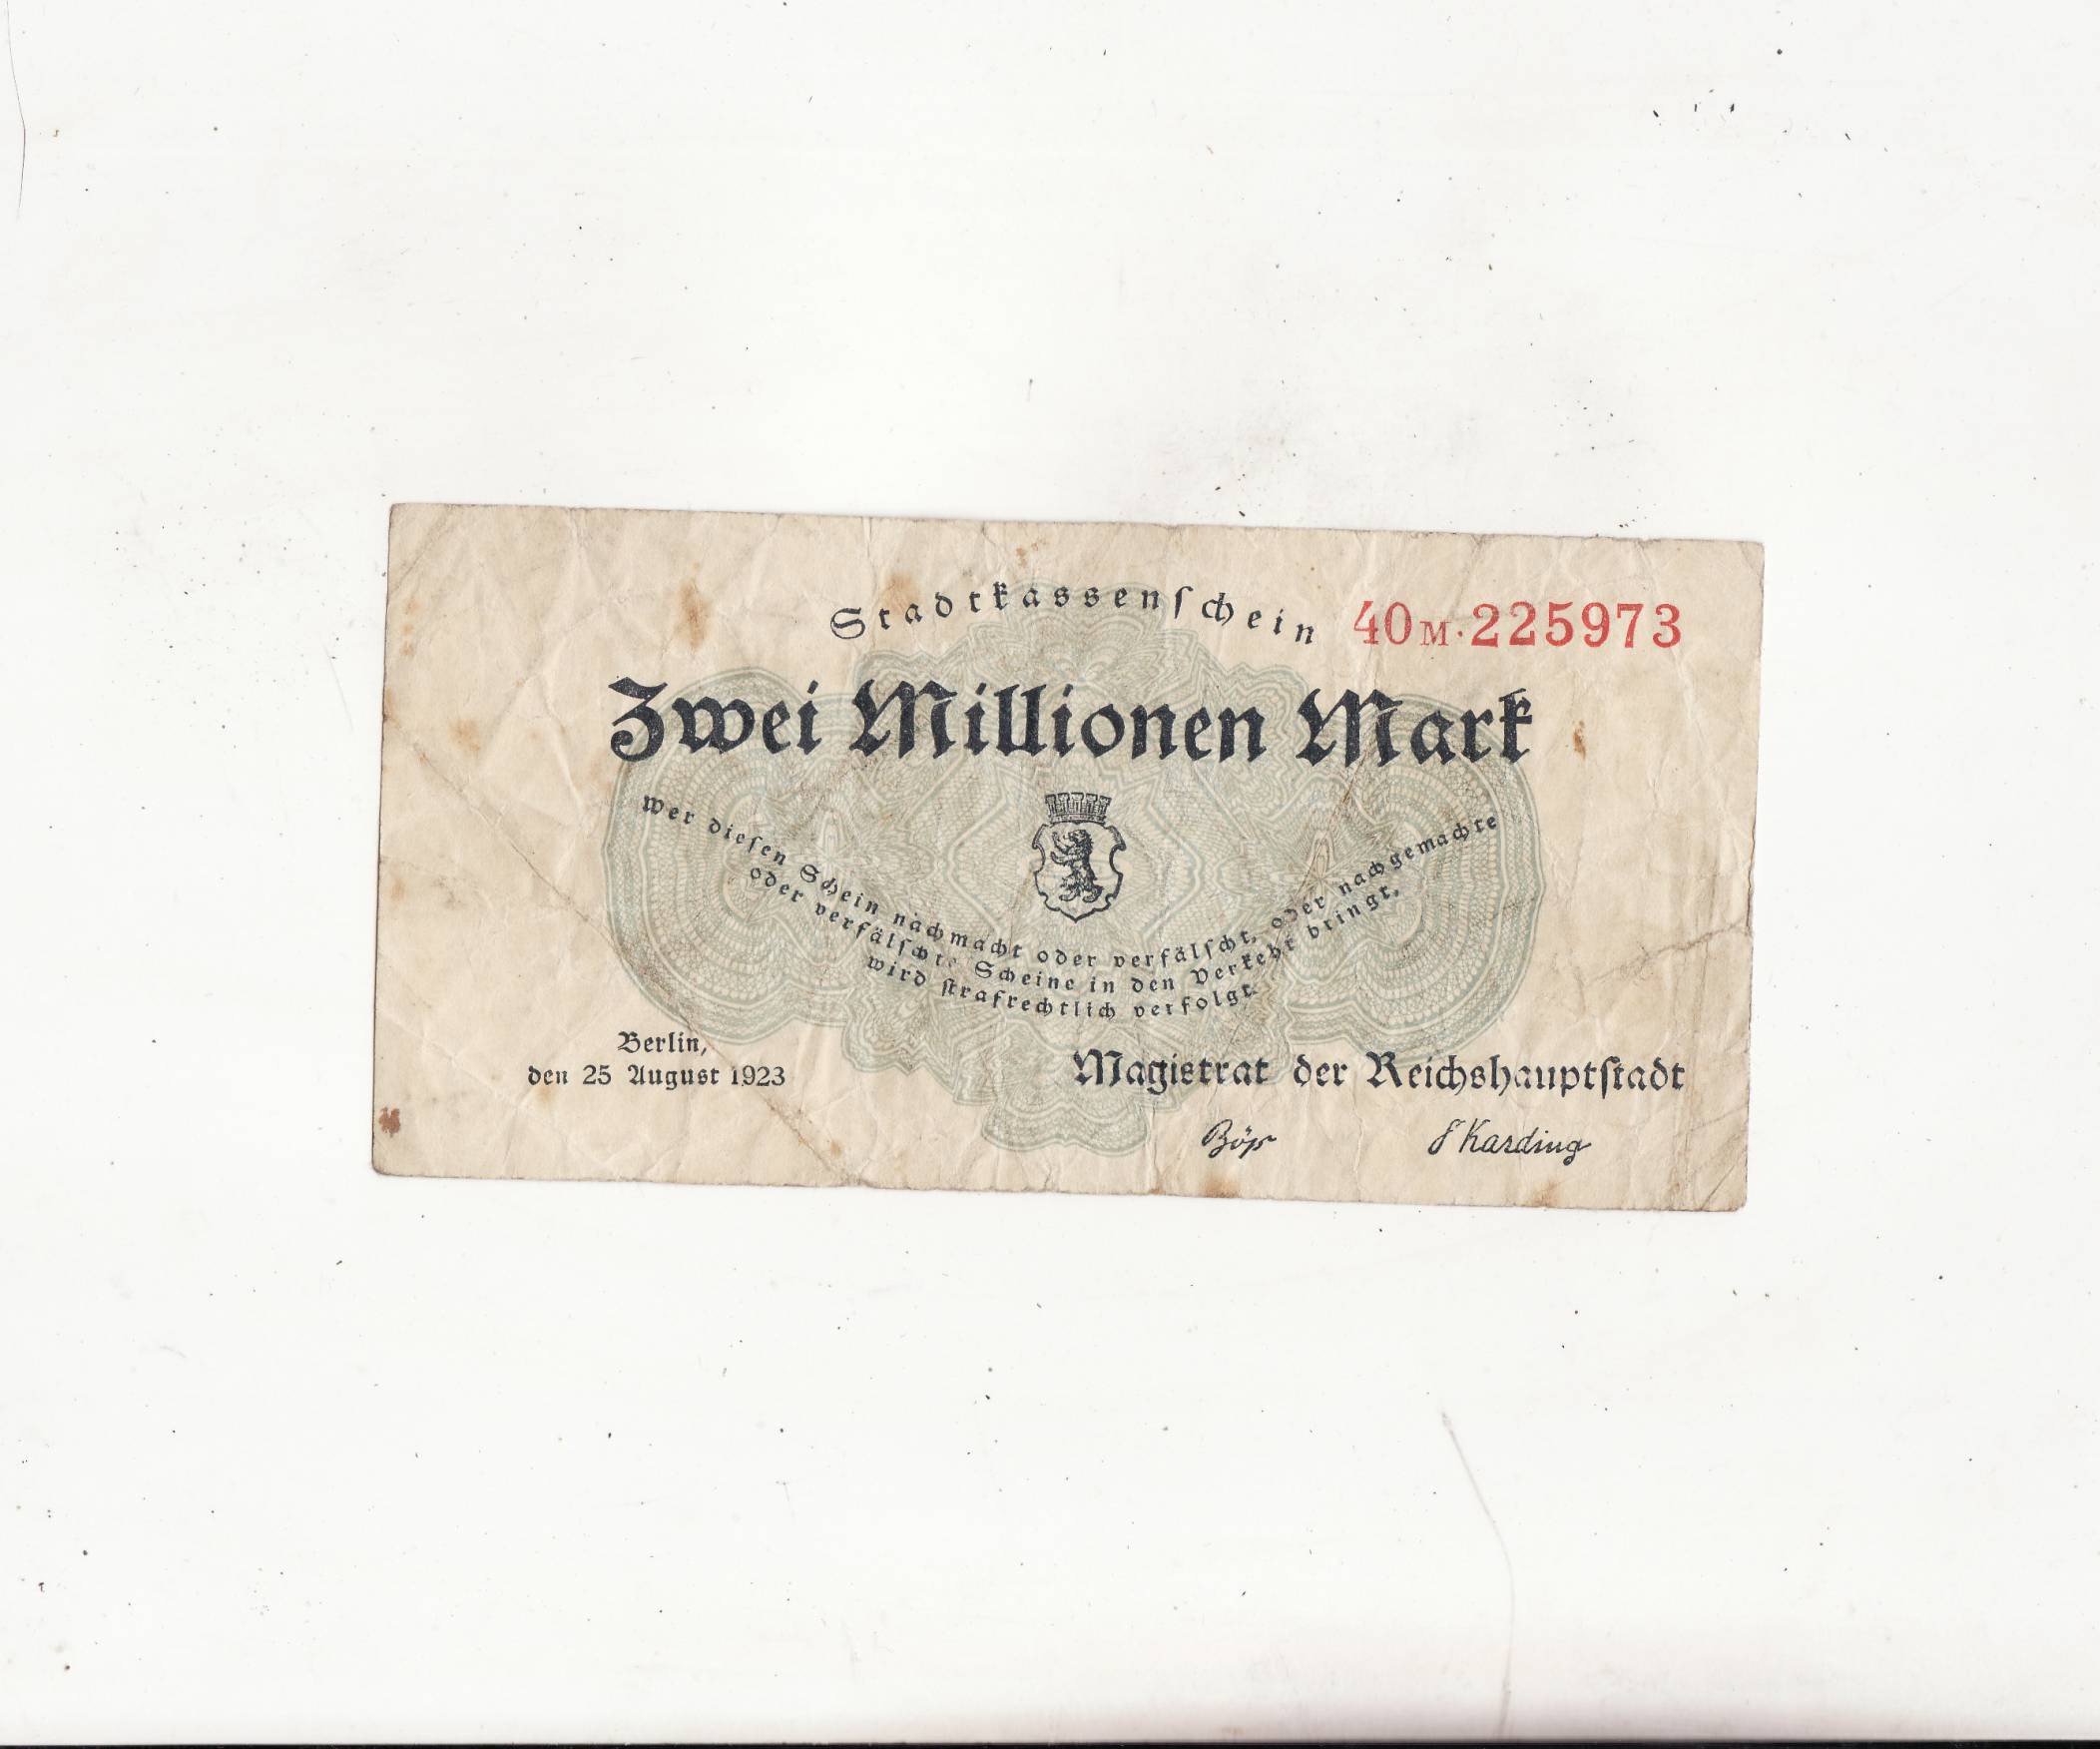 Stadtkassenschein 40M·225973
Zwei Millionen Mark
Wer diesen Schein nachmacht oder verfälscht, oder nachgemachte
oder verfälschte Scheine in den Verkehr bringt,
wird strafrechtlich verfolgt.
Berlin,
den 25 August 1923
Magistrat der Reichshauptstadt
Böß
F Karding